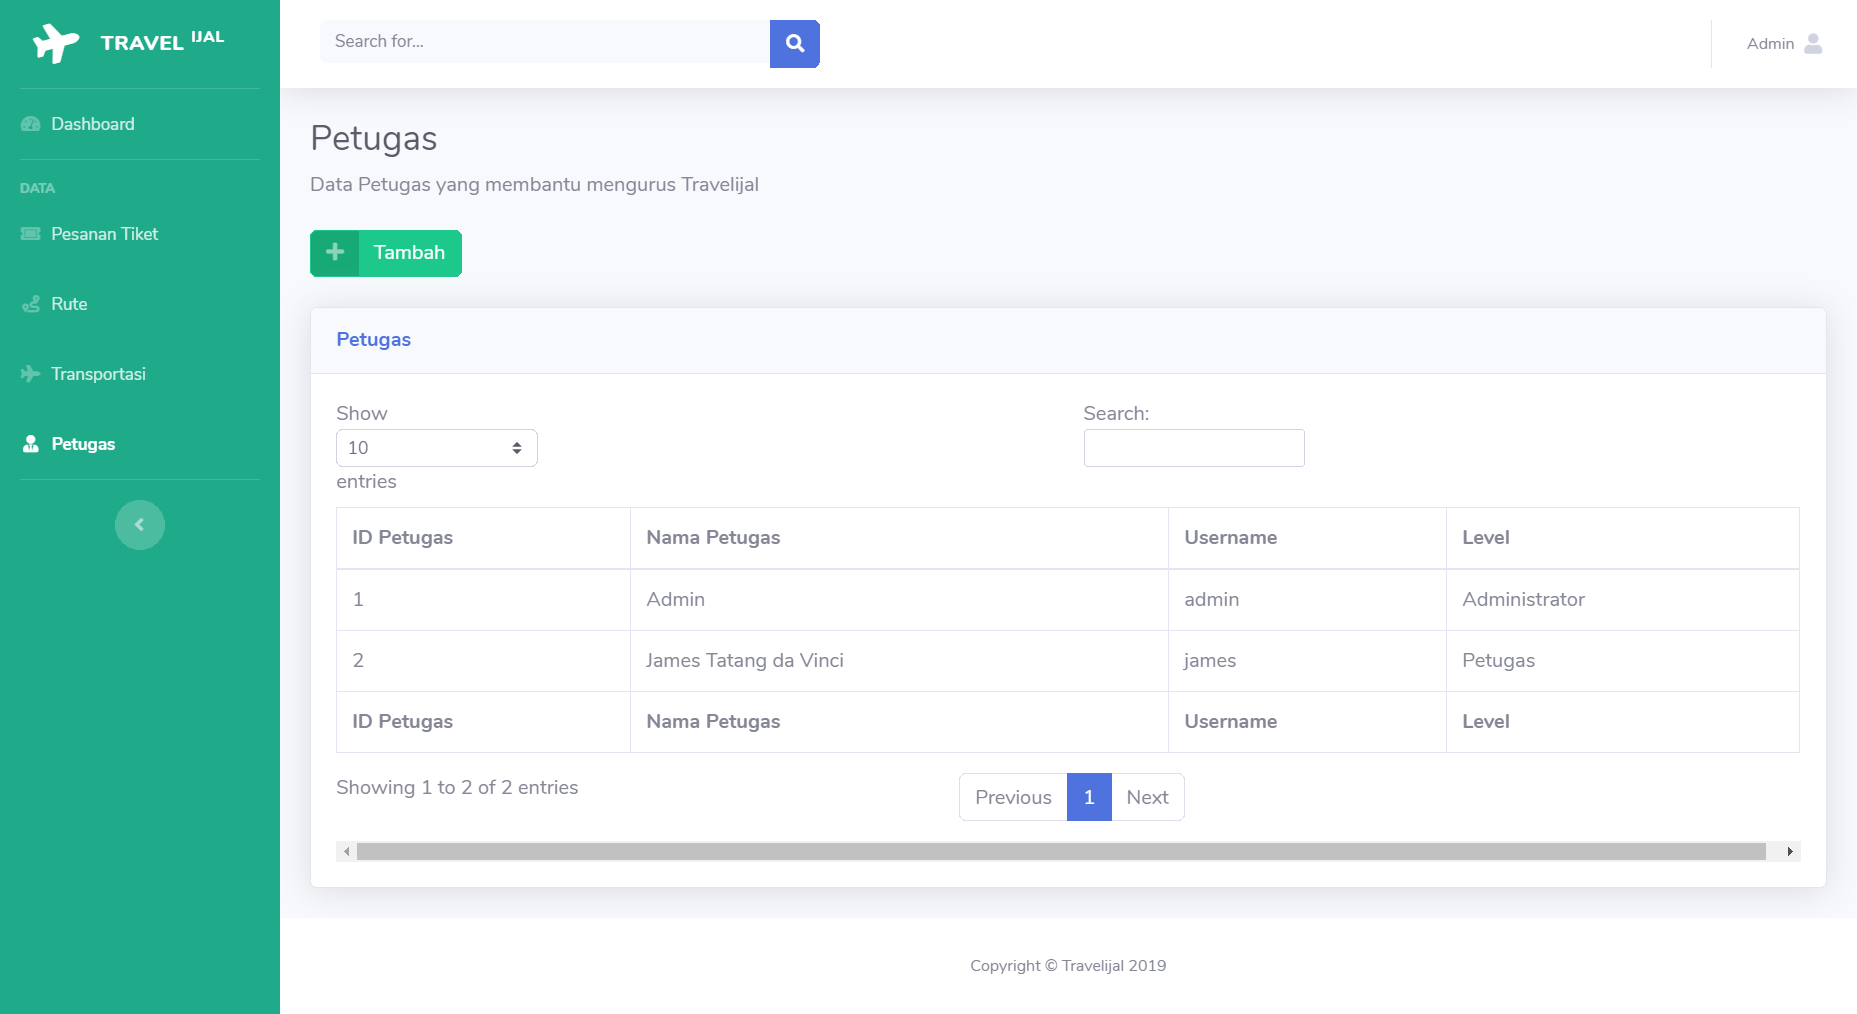 TRAVEL IJAL
Search for...
Admin
Dashboard
DATA
Pesanan Tiket
Rute
Transportasi
Petugas
Petugas
Data Petugas yang membantu mengurus Travelijal
Tambah
Petugas
Show
10
entries
Search:
ID Petugas Nama Petugas Username Level
1 Admin admin Administrator
2 James Tatang da Vinci james Petugas
ID Petugas Nama Petugas Username Level
Showing 1 to 2 of 2 entries
Previous 1 Next
Copyright © Travelijal 2019